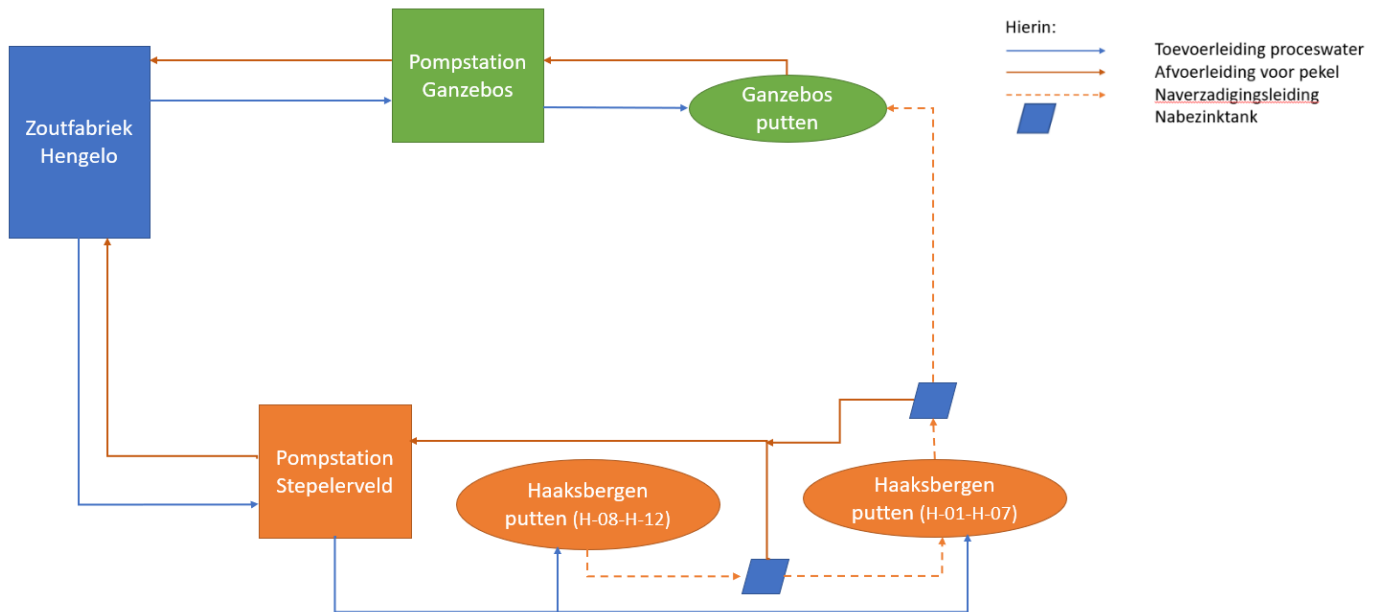 Zoutfabriek
Hengelo
Pompstation
Ganzebos
Ganzebos
putten
Hierin:
Toevoerleiding proceswater
Afvoerleiding voor pekel
Naverzadigingsleiding
Nabezinktank
Pompstation
Stepelerveld
Haaksbergen
putten (H-08-H-12)
Haaksbergen
putten (H-01-H-07)